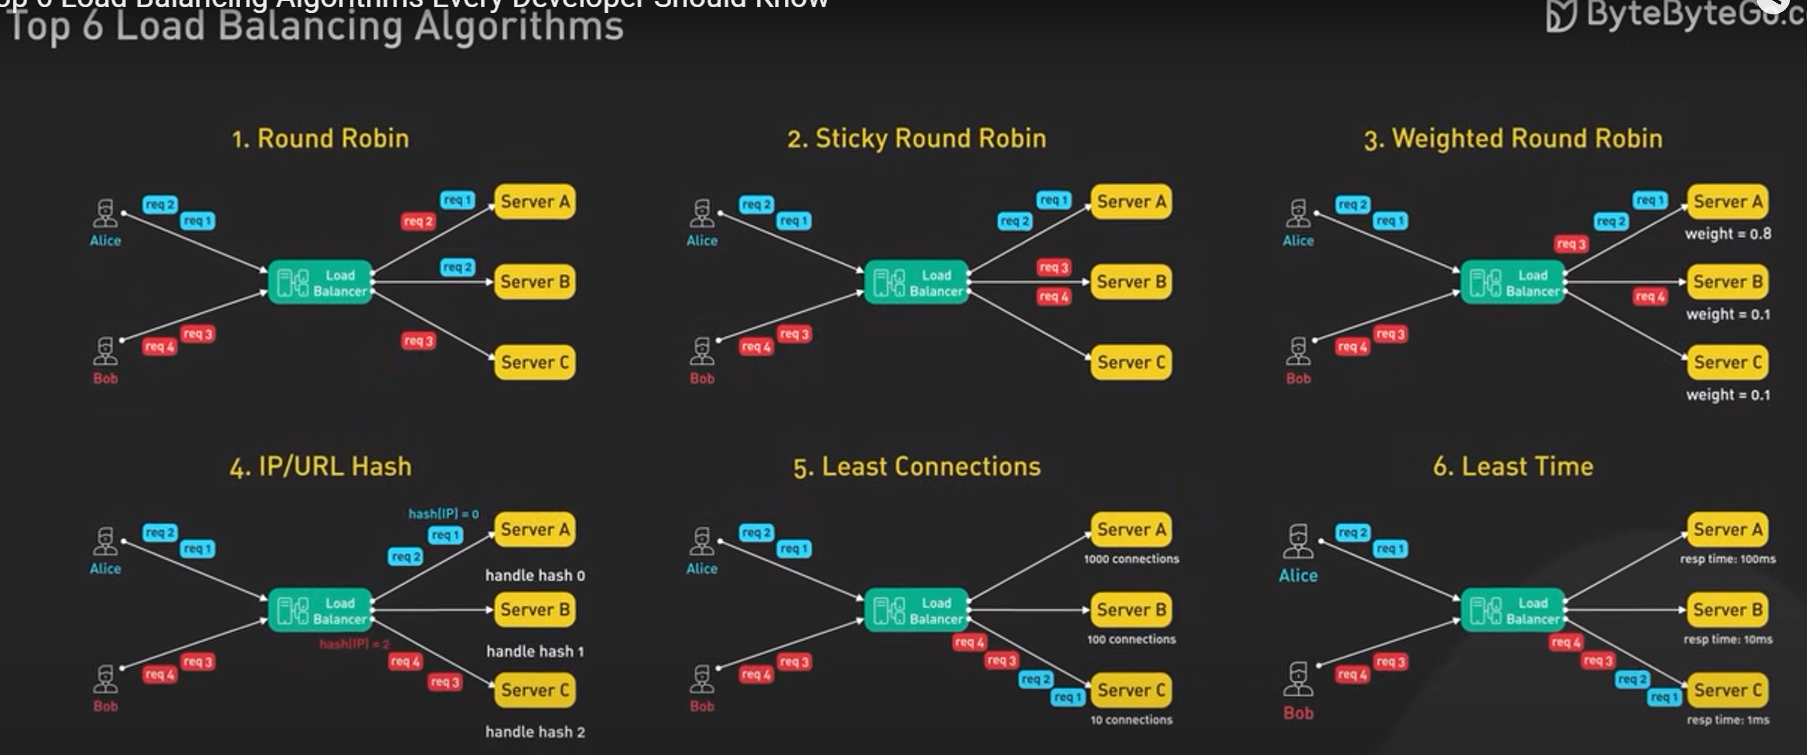 Top 6 Load Balancing Algorithms Every Developer Should Know
Top 6 Load Balancing Algorithms
ByteByteGo.c
1. Round Robin
Alice
req 2
req 1
Bob
req 3
req 4
Load
Balancer
req 1
req 2
req 2
req 3
Server A
Server B
Server C
2. Sticky Round Robin
Alice
req 2
req 1
Bob
req 3
req 4
Load
Balancer
req 1
req 2
req 3
req 4
Server A
Server B
Server C
3. Weighted Round Robin
Alice
req 2
req 1
Bob
req 3
req 4
Load
Balancer
req 1
req 2
req 3
req 4
Server A
weight = 0.8
Server B
weight = 0.1
Server C
weight = 0.1
4. IP/URL Hash
Alice
req 2
req 1
Bob
req 3
req 4
Load
Balancer
hash(IP) = 0
req 1
req 2
hash(IP) = 2
req 4
req 3
Server A
handle hash 0
Server B
handle hash 1
Server C
handle hash 2
5. Least Connections
Alice
req 2
req 1
Bob
req 3
req 4
Load
Balancer
req 4
req 3
req 2
req 1
Server A
1000 connections
Server B
100 connections
Server C
10 connections
6. Least Time
Alice
req 2
req 1
Bob
req 3
req 4
Load
Balancer
req 4
req 3
req 2
req 1
Server A
resp time: 100ms
Server B
resp time: 10ms
Server C
resp time: 1ms